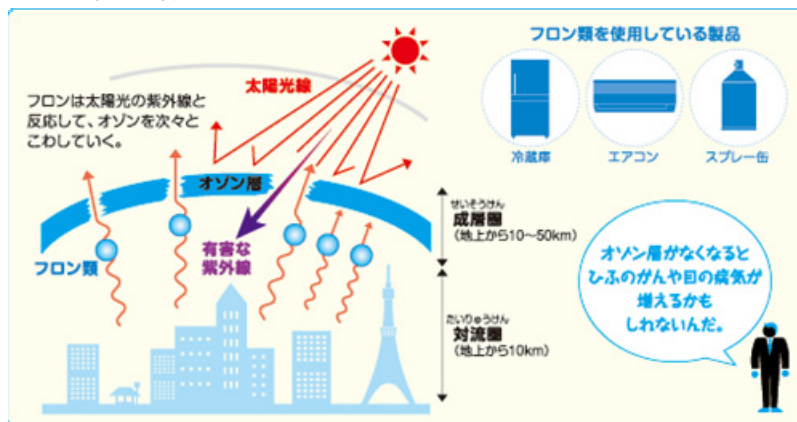 フロンは太陽光の紫外線と
反応して、オゾンを次々と
こわしていく。
太陽光線
オゾン層
有害な
紫外線
フロン類
せいそうけん
成層圏
(地上から10～50km)
たいりゅうけん
対流圏
(地上から10km)
フロン類を使用している製品
冷蔵庫
エアコン
スプレー缶
オゾン層がなくなると
ひふのがんや目の病気が
増えるかも
しれないんだ。